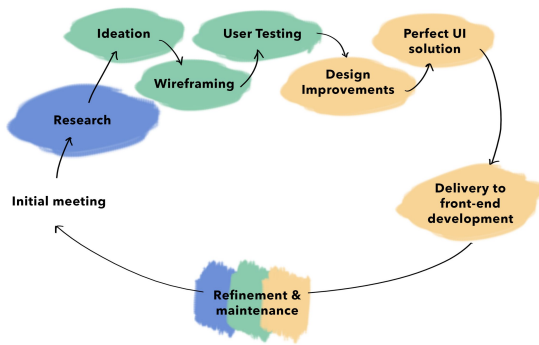 Initial meeting
Research
Ideation
Wireframing
User Testing
Design
Improvements
Perfect UI
solution
Delivery to
front-end
development
Refinement &
maintenance